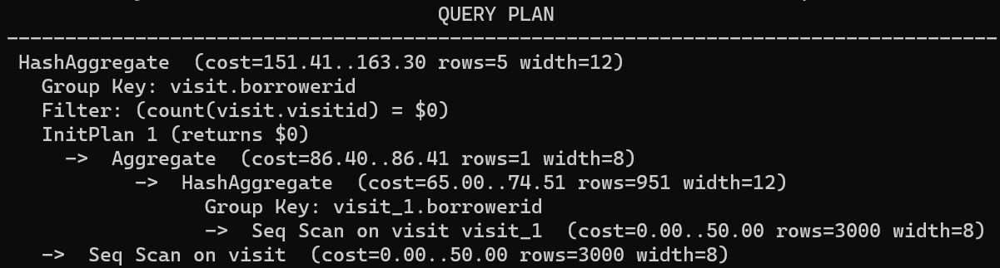 QUERY PLAN
--------------------------------------------------------------------------------------
HashAggregate  (cost=151.41..163.30 rows=5 width=12)
  Group Key: visit.borrowerid
  Filter: (count(visit.visitid) = $0)
  InitPlan 1 (returns $0)
    ->  Aggregate  (cost=86.40..86.41 rows=1 width=8)
          ->  HashAggregate  (cost=65.00..74.51 rows=951 width=12)
                Group Key: visit_1.borrowerid
                ->  Seq Scan on visit visit_1  (cost=0.00..50.00 rows=3000 width=8)
  ->  Seq Scan on visit  (cost=0.00..50.00 rows=3000 width=8)